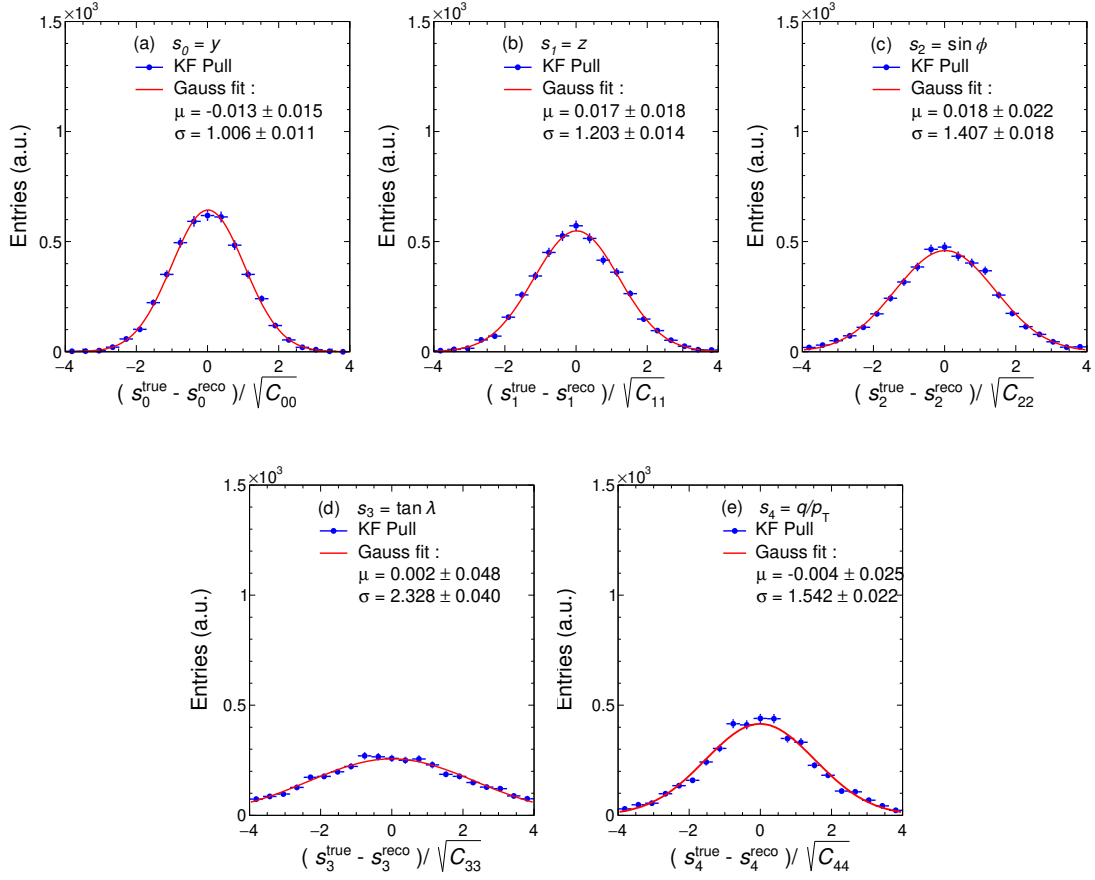 ×10³
1.5
1
0.5
0
Entries (a.u.)
(a) s₀ = y
KF Pull
Gauss fit :
μ = -0.013 ± 0.015
σ = 1.006 ± 0.011
−4 −2 0 2 4
( s₀^true - s₀^reco )/ √C₀₀
×10³
1.5
1
0.5
0
Entries (a.u.)
(b) s₁ = z
KF Pull
Gauss fit :
μ = 0.017 ± 0.018
σ = 1.203 ± 0.014
−4 −2 0 2 4
( s₁^true - s₁^reco )/ √C₁₁
×10³
1.5
1
0.5
0
Entries (a.u.)
(c) s₂ = sin ϕ
KF Pull
Gauss fit :
μ = 0.018 ± 0.022
σ = 1.407 ± 0.018
−4 −2 0 2 4
( s₂^true - s₂^reco )/ √C₂₂
×10³
1.5
1
0.5
0
Entries (a.u.)
(d) s₃ = tan λ
KF Pull
Gauss fit :
μ = 0.002 ± 0.048
σ = 2.328 ± 0.040
−4 −2 0 2 4
( s₃^true - s₃^reco )/ √C₃₃
×10³
1.5
1
0.5
0
Entries (a.u.)
(e) s₄ = q/p_T
KF Pull
Gauss fit :
μ = -0.004 ± 0.025
σ = 1.542 ± 0.022
−4 −2 0 2 4
( s₄^true - s₄^reco )/ √C₄₄